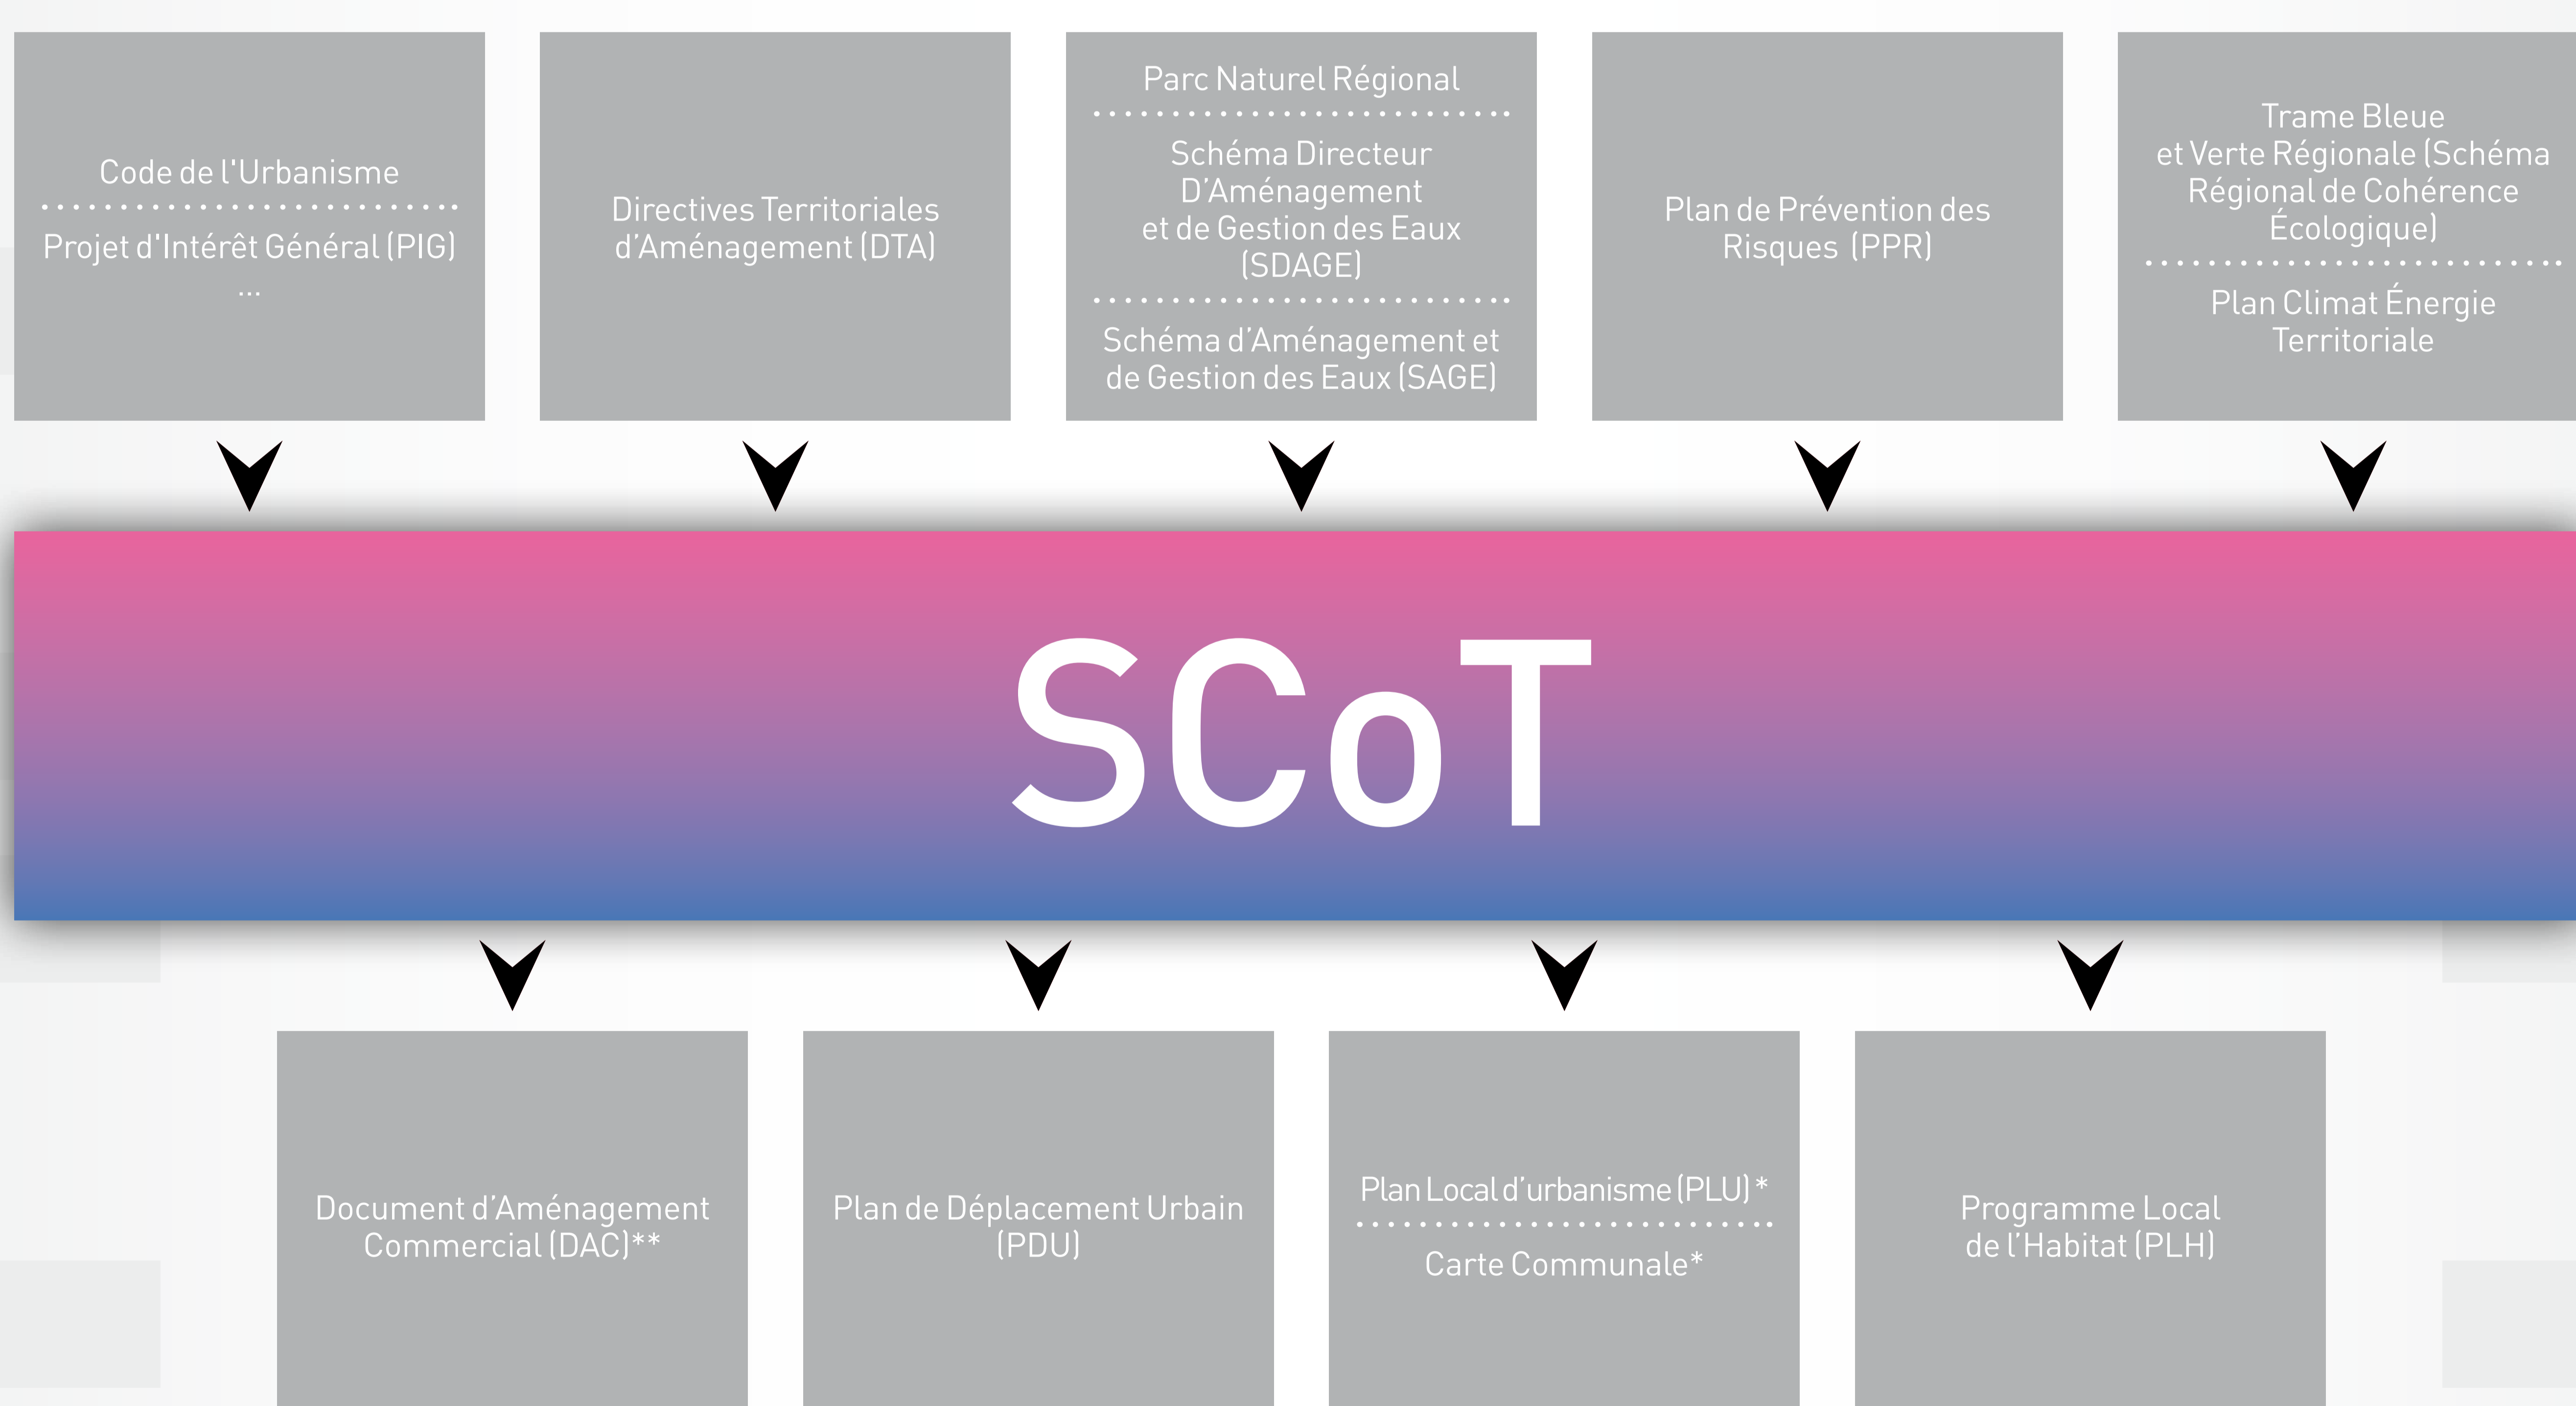 Code de l'Urbanisme
Projet d'Intérêt Général (PIG)
...
Directives Territoriales
d’Aménagement (DTA)
Parc Naturel Régional
Schéma Directeur
D’Aménagement
et de Gestion des Eaux
(SDAGE)
Schéma d’Aménagement et
de Gestion des Eaux (SAGE)
Plan de Prévention des
Risques (PPR)
Trame Bleue
et Verte Régionale (Schéma
Régional de Cohérence
Écologique)
Plan Climat Énergie
Territoriale
SCoT
Document d’Aménagement
Commercial (DAC)**
Plan de Déplacement Urbain
(PDU)
Plan Local d’urbanisme (PLU)*
Carte Communale*
Programme Local
de l’Habitat (PLH)